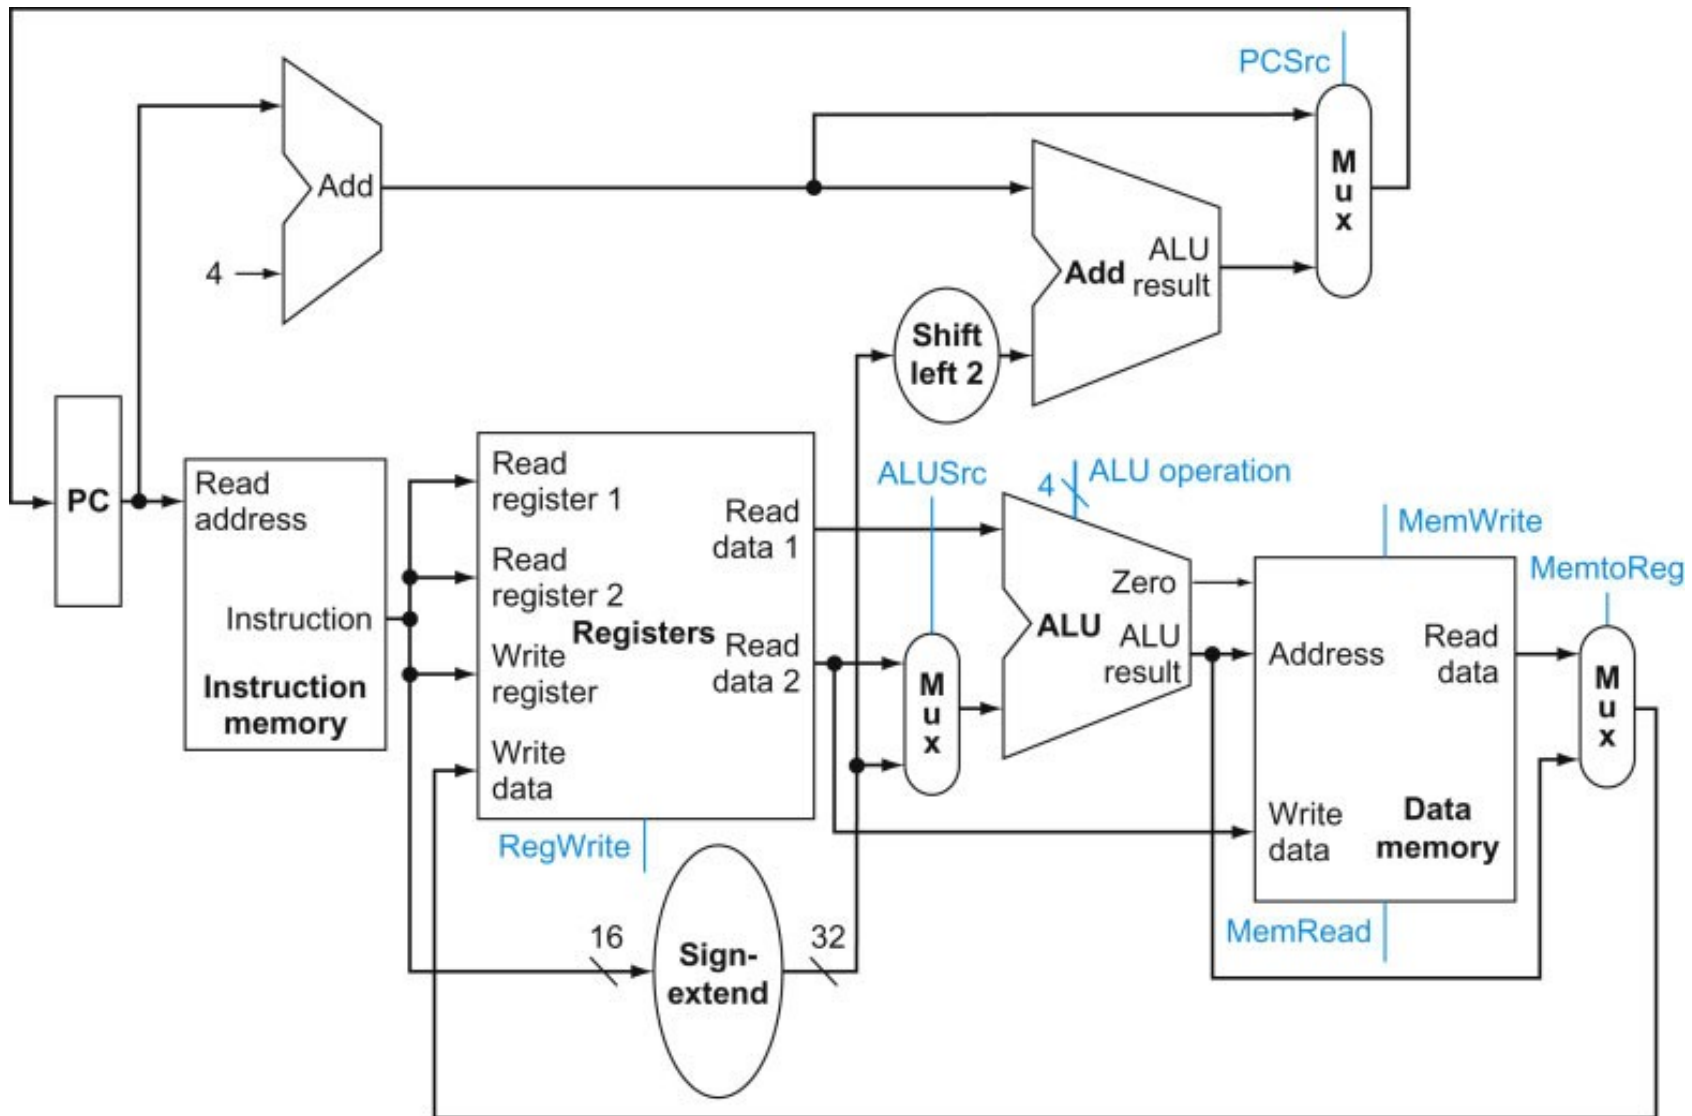 PCSrc
Add
4
M
u
x
Add
ALU
result
Shift
left 2
PC
Read
address
Instruction
Instruction
memory
Read
register 1
Read
register 2
Write
register
Write
data
Registers
Read
data 1
Read
data 2
RegWrite
16
Sign-
extend
32
ALUSrc
M
u
x
4
ALU operation
Zero
ALU
ALU
result
MemWrite
Address
Read
data
Write
data
Data
memory
MemRead
MemtoReg
M
u
x